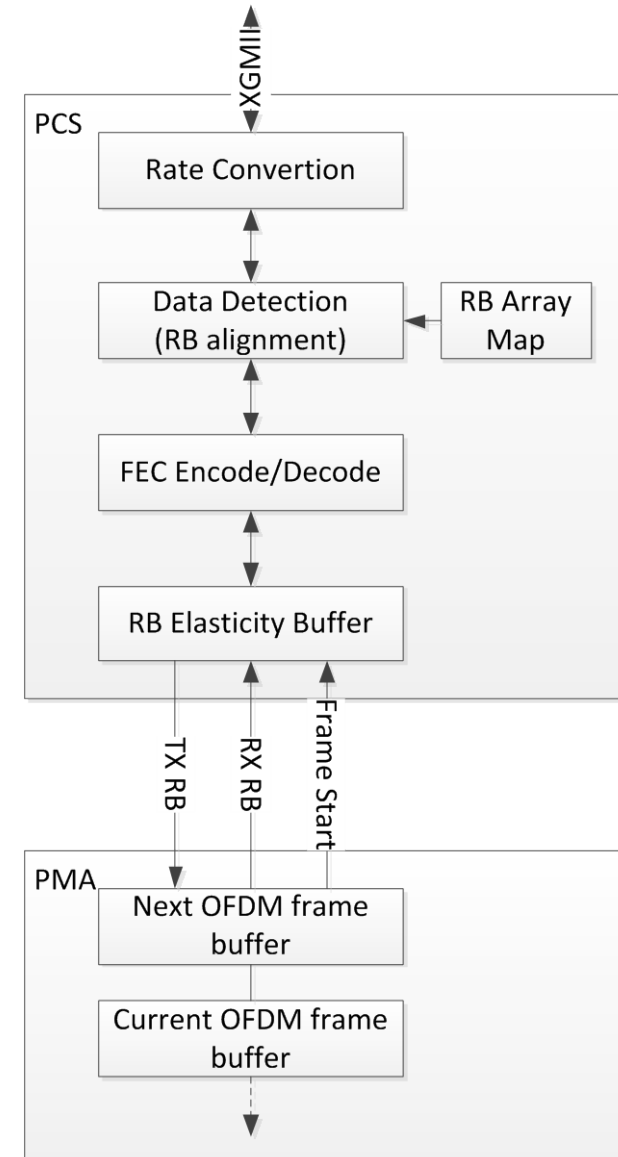 XGMII
PCS
Rate Convertion
Data Detection
(RB alignment)
RB Array
Map
FEC Encode/Decode
RB Elasticity Buffer
TX RB
RX RB
Frame Start
PMA
Next OFDM frame
buffer
Current OFDM frame
buffer